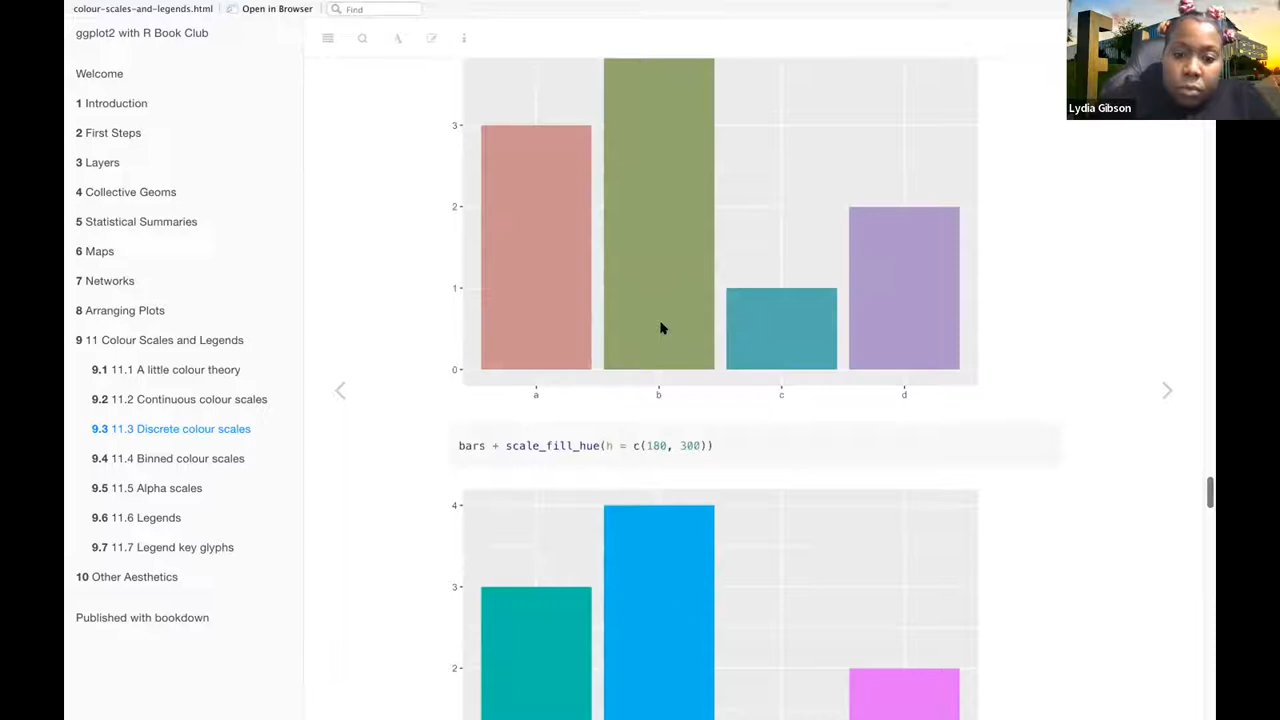 colour-scales-and-legends.html
Open in Browser
Find
ggplot2 with R Book Club
Welcome
1 Introduction
2 First Steps
3 Layers
4 Collective Geoms
5 Statistical Summaries
6 Maps
7 Networks
8 Arranging Plots
9 11 Colour Scales and Legends
9.1 11.1 A little colour theory
9.2 11.2 Continuous colour scales
9.3 11.3 Discrete colour scales
9.4 11.4 Binned colour scales
9.5 11.5 Alpha scales
9.6 11.6 Legends
9.7 11.7 Legend key glyphs
10 Other Aesthetics
Published with bookdown
3
2
1
0
a b c d
bars + scale_fill_hue(h = c(180, 300))
4
3
2
Lydia Gibson